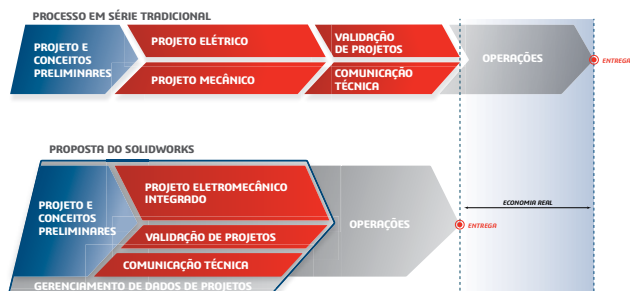 PROCESSO EM SÉRIE TRADICIONAL
PROJETO E
CONCEITOS
PRELIMINARES
PROJETO ELÉTRICO
PROJETO MECÂNICO
VALIDAÇÃO
DE PROJETOS
COMUNICAÇÃO
TÉCNICA
OPERAÇÕES
ENTREGA
PROPOSTA DO SOLIDWORKS
PROJETO E
CONCEITOS
PRELIMINARES
PROJETO ELETROMECÂNICO
INTEGRADO
VALIDAÇÃO DE PROJETOS
COMUNICAÇÃO TÉCNICA
GERENCIAMENTO DE DADOS DE PROJETOS
OPERAÇÕES
ENTREGA
ECONOMIA REAL